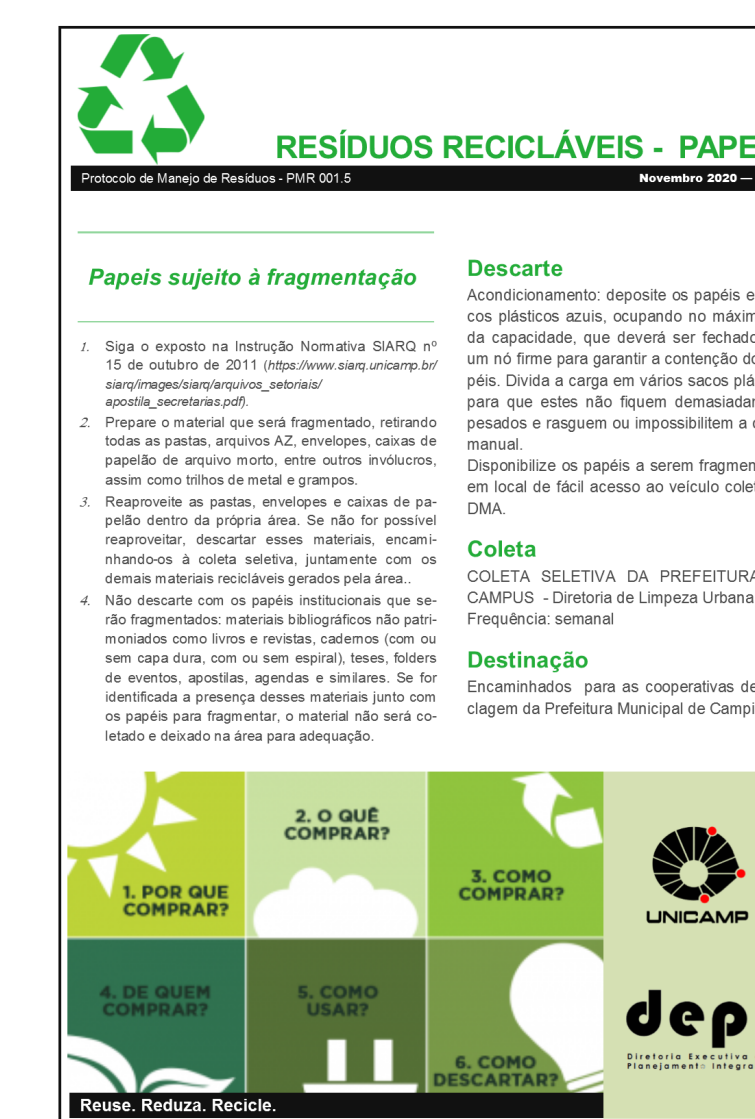 RESÍDUOS RECICLÁVEIS - PAPE
Protocolo de Manejo de Resíduos - PMR 001.5
Novembro 2020 —
Papeis sujeito à fragmentação
1. Siga o exposto na Instrução Normativa SIARQ nº
15 de outubro de 2011 (https://www.siarq.unicamp.br/
siarq/images/siarq/arquivos_setoriais/
apostila_secretarias.pdf).
2. Prepare o material que será fragmentado, retirando
todas as pastas, arquivos AZ, envelopes, caixas de
papelão de arquivo morto, entre outros invólucros,
assim como trilhos de metal e grampos.
3. Reaproveite as pastas, envelopes e caixas de pa-
pelão dentro da própria área. Se não for possível
reaproveitar, descartar esses materiais, encami-
nhando-os à coleta seletiva, juntamente com os
demais materiais recicláveis gerados pela área..
4. Não descarte com os papéis institucionais que se-
rão fragmentados: materiais bibliográficos não patri-
moniados como livros e revistas, cadernos (com ou
sem capa dura, com ou sem espiral), teses, folders
de eventos, apostilas, agendas e similares. Se for
identificada a presença desses materiais junto com
os papéis para fragmentar, o material não será co-
letado e deixado na área para adequação.
Descarte
Acondicionamento: deposite os papéis e
cos plásticos azuis, ocupando no máxim
da capacidade, que deverá ser fechado
um nó firme para garantir a contenção do
péis. Divida a carga em vários sacos plá
para que estes não fiquem demasiadar
pesados e rasguem ou impossibilitem a c
manual.
Disponibilize os papéis a serem fragmen
em local de fácil acesso ao veículo colet
DMA.
Coleta
COLETA SELETIVA DA PREFEITURA
CAMPUS - Diretoria de Limpeza Urbana
Frequência: semanal
Destinação
Encaminhados para as cooperativas de
clagem da Prefeitura Municipal de Campi
1. POR QUE
COMPRAR?
2. O QUÊ
COMPRAR?
3. COMO
COMPRAR?
4. DE QUEM
COMPRAR?
5. COMO
USAR?
6. COMO
DESCARTAR?
UNICAMP
dep
Diretoria Executiva
Planejamento Integra
Reuse. Reduza. Recicle.